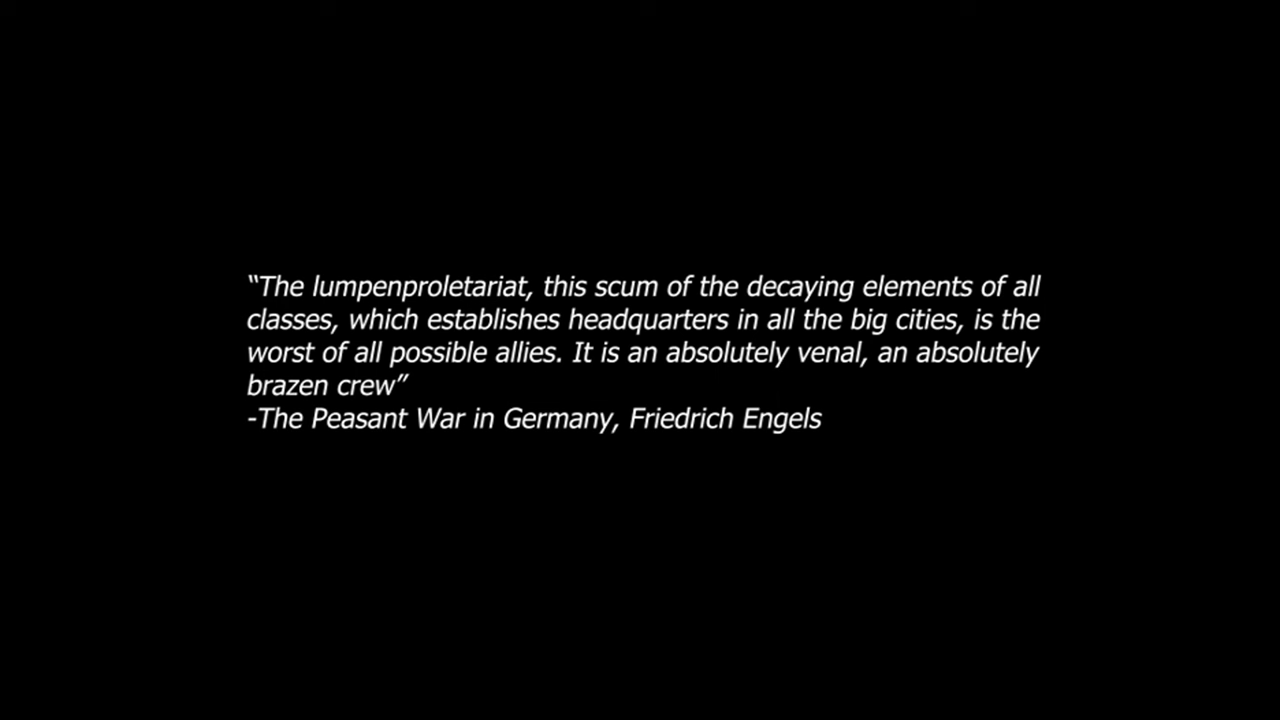 “The lumpenproletariat, this scum of the decaying elements of all
classes, which establishes headquarters in all the big cities, is the
worst of all possible allies. It is an absolutely venal, an absolutely
brazen crew”
-The Peasant War in Germany, Friedrich Engels